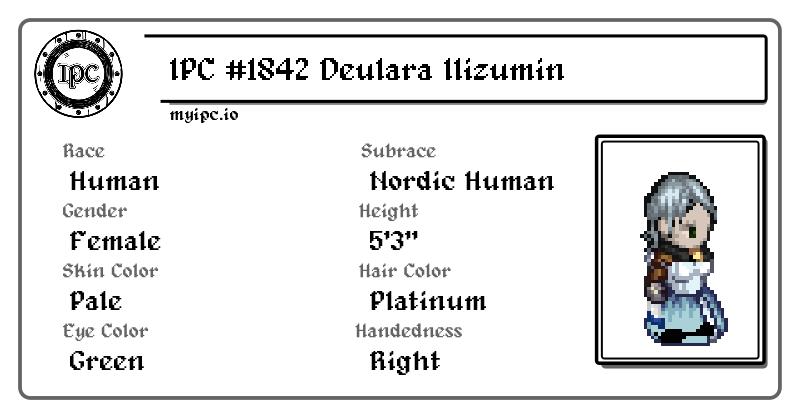 IPC
IPC #1842 Deulara Ilizumin
myipc.io
Race
Human
Subrace
Nordic Human
Gender
Female
Height
5'3"
Skin Color
Pale
Hair Color
Platinum
Eye Color
Green
Handedness
Right